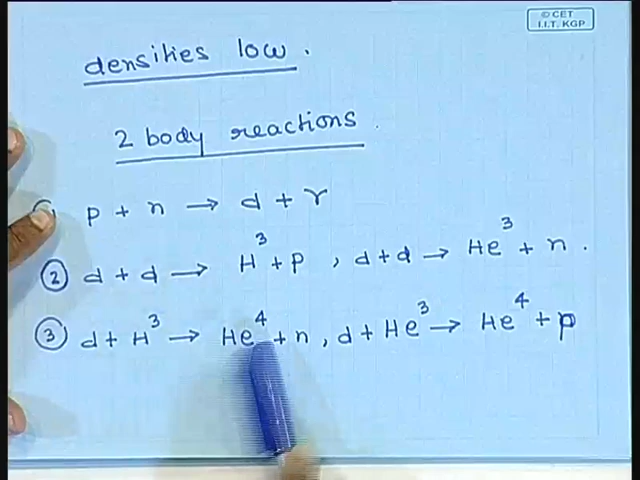 © CET
I.I.T. KGP
densities low.
2 body reactions
p + n → d + γ
② d + d → H³ + p , d + d → He³ + n .
③ d + H³ → He⁴ + n , d + He³ → He⁴ + p